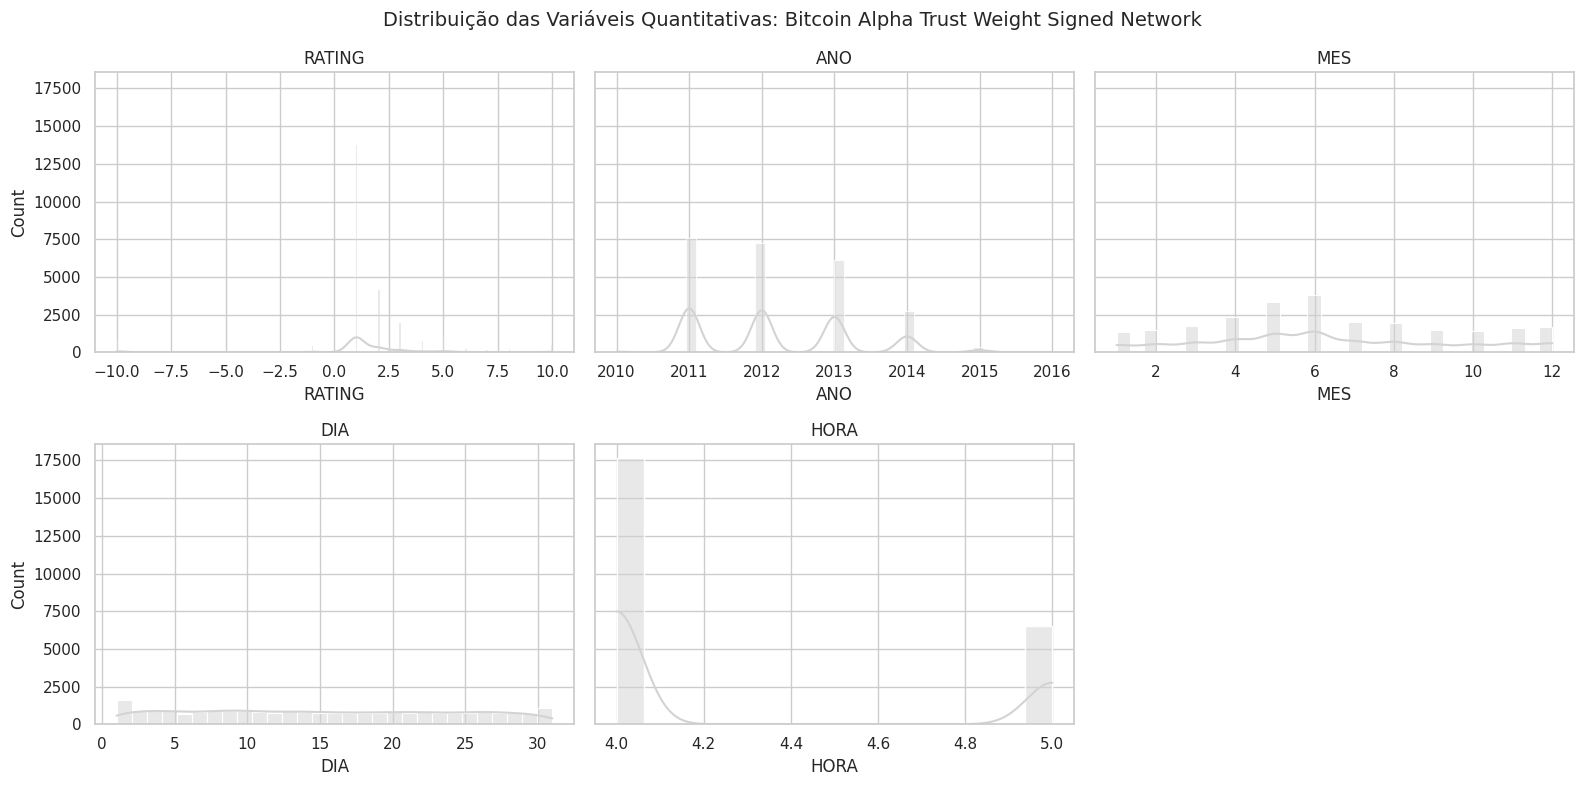 Distribuição das Variáveis Quantitativas: Bitcoin Alpha Trust Weight Signed Network
RATING
ANO
MES
17500
15000
12500
10000
7500
5000
2500
0
Count
−10.0 −7.5 −5.0 −2.5 0.0 2.5 5.0 7.5 10.0
2010 2011 2012 2013 2014 2015 2016
2 4 6 8 10 12
RATING
ANO
MES
DIA
HORA
17500
15000
12500
10000
7500
5000
2500
0
Count
0 5 10 15 20 25 30
4.0 4.2 4.4 4.6 4.8 5.0
DIA
HORA